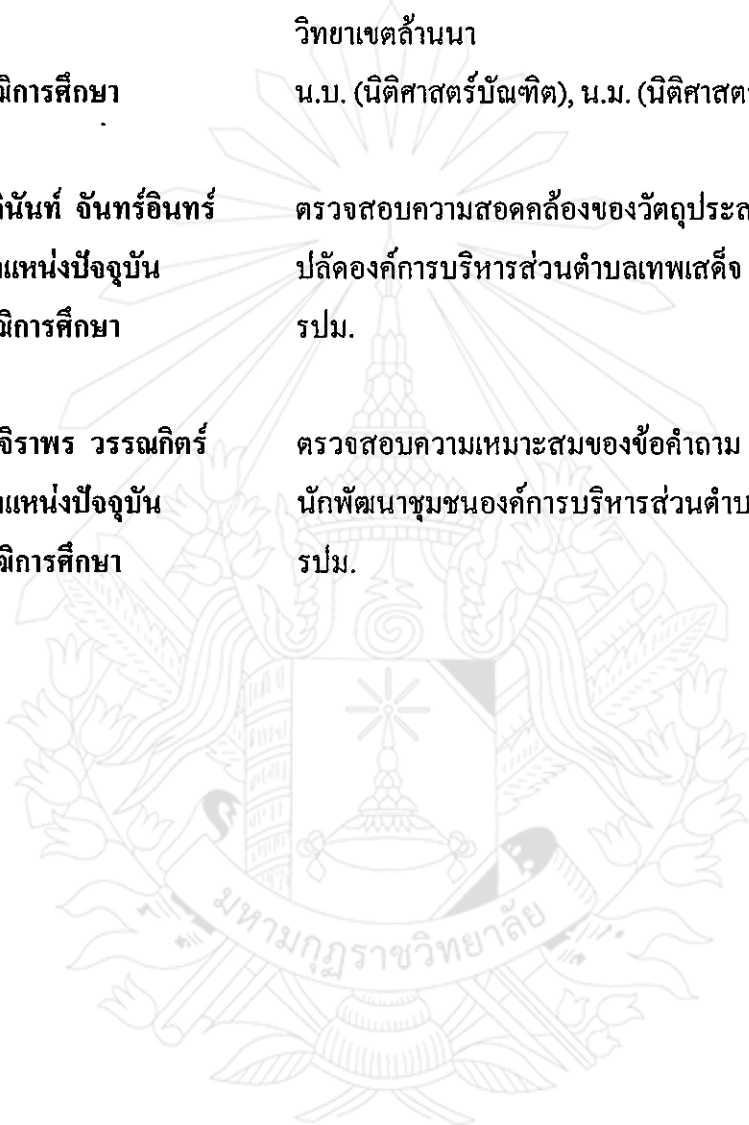 วิทยาเขตล้านนา
ฒิการศึกษา น.บ. (นิติศาสตร์บัณฑิต), น.ม. (นิติศาสต
นันท์ จันทร์อินทร์ ตรวจสอบความสอดคล้องของวัตถุประส
แหน่งปัจจุบัน ปลัดองค์การบริหารส่วนตำบลเทพเสด็จ
ฒิการศึกษา รปม.
จิราพร วรรณกิตร์ ตรวจสอบความเหมาะสมของข้อคำถาม
แหน่งปัจจุบัน นักพัฒนาชุมชนองค์การบริหารส่วนตำบ
ฒิการศึกษา รปม.
มหามกุฏราชวิทยาลัย